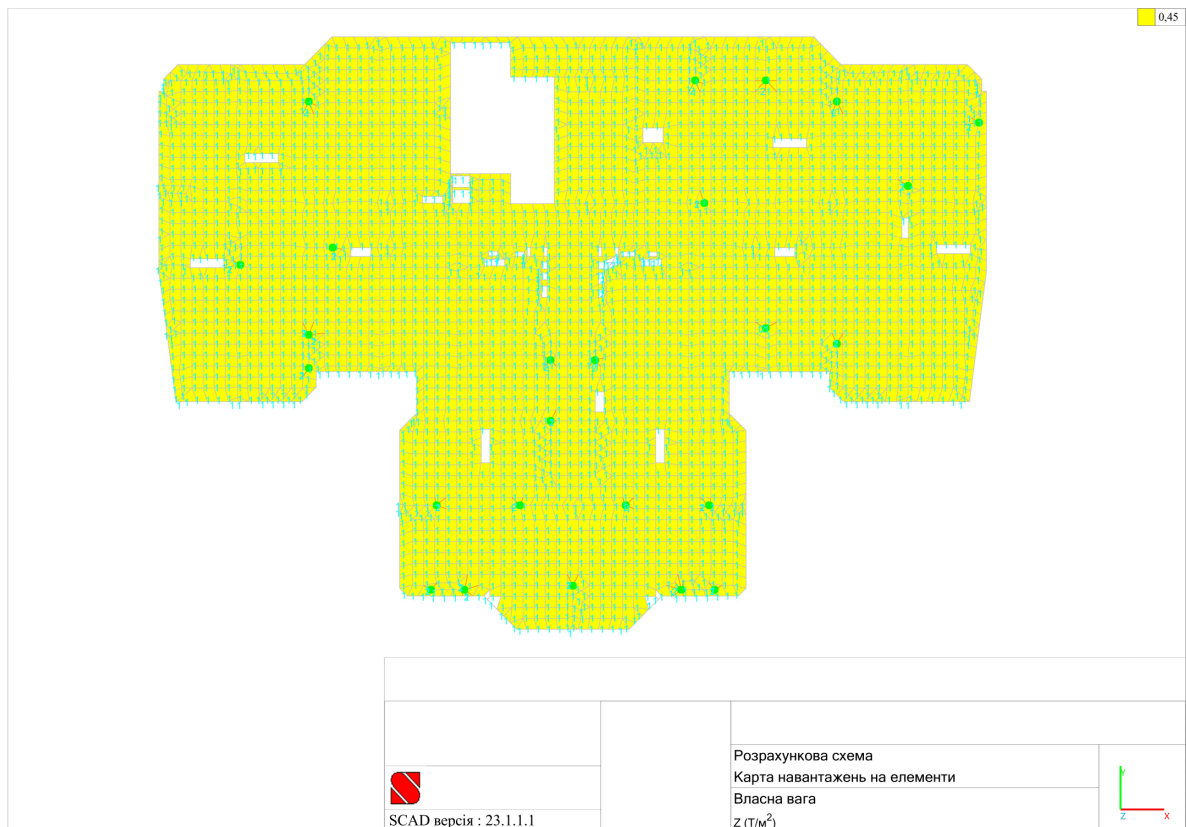 0,45
Розрахункова схема
Карта навантажень на елементи
Власна вага
SCAD версія : 23.1.1.1
Z (Т/м²)
Y
Z X